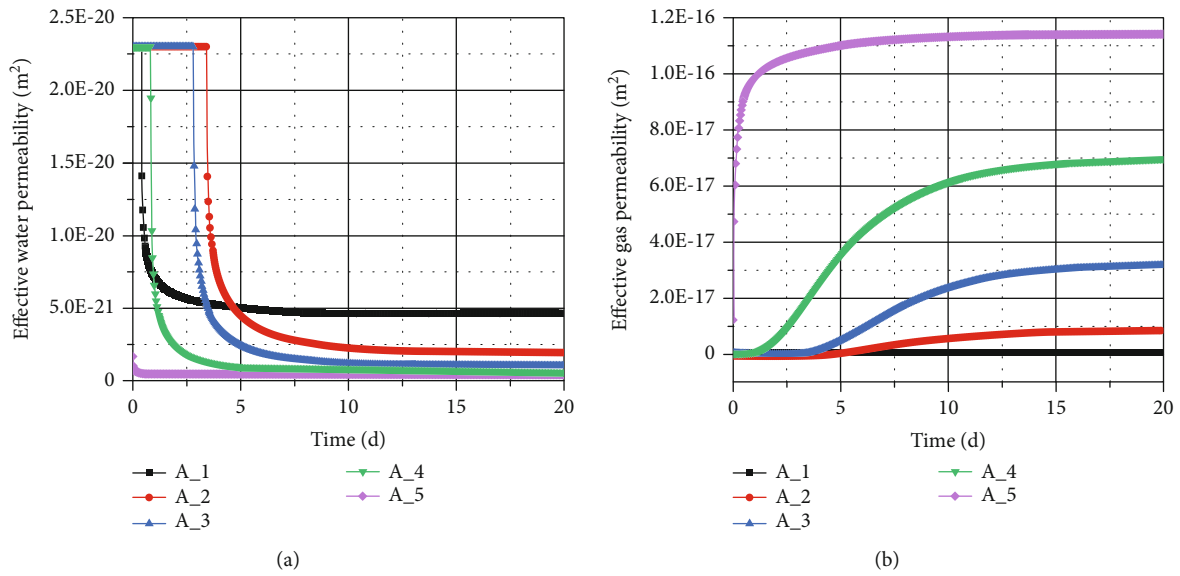 2.5E-20
2.0E-20
1.5E-20
1.0E-20
5.0E-21
0
Effective water permeability (m²)
0 5 10 15 20
Time (d)
A_1
A_2
A_3
A_4
A_5
(a)
1.2E-16
1.0E-16
8.0E-17
6.0E-17
4.0E-17
2.0E-17
0
Effective gas permeability (m²)
0 5 10 15 20
Time (d)
A_1
A_2
A_3
A_4
A_5
(b)